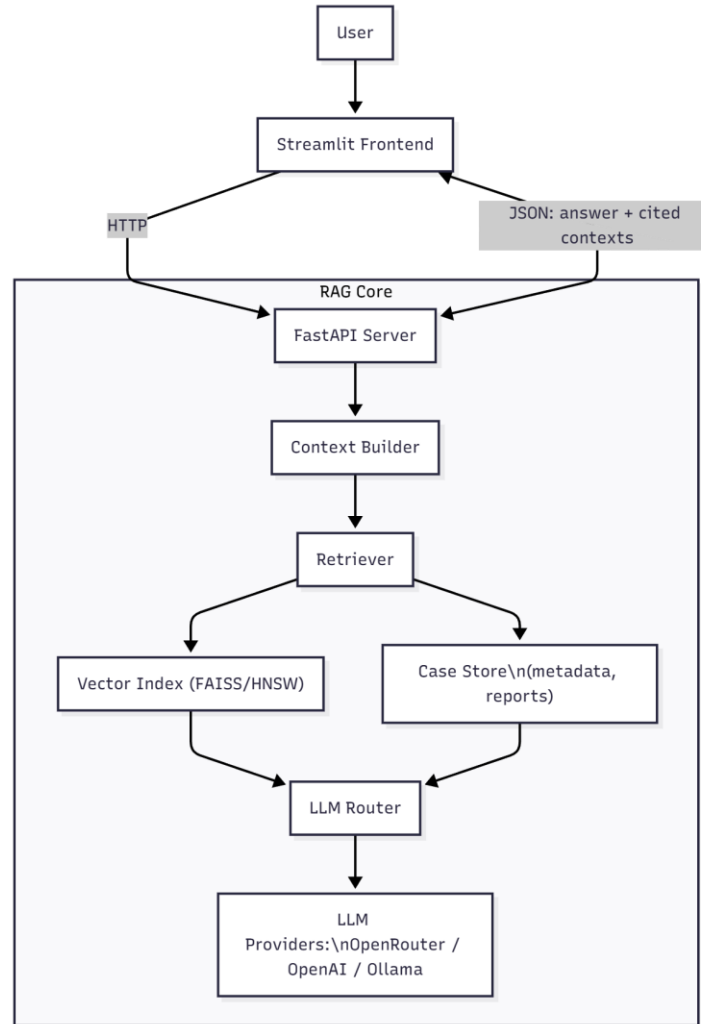 User
Streamlit Frontend
HTTP
JSON: answer + cited
contexts
RAG Core
FastAPI Server
Context Builder
Retriever
Vector Index (FAISS/HNSW)
Case Store\n(metadata,
reports)
LLM Router
LLM
Providers:\nOpenRouter /
OpenAI / Ollama